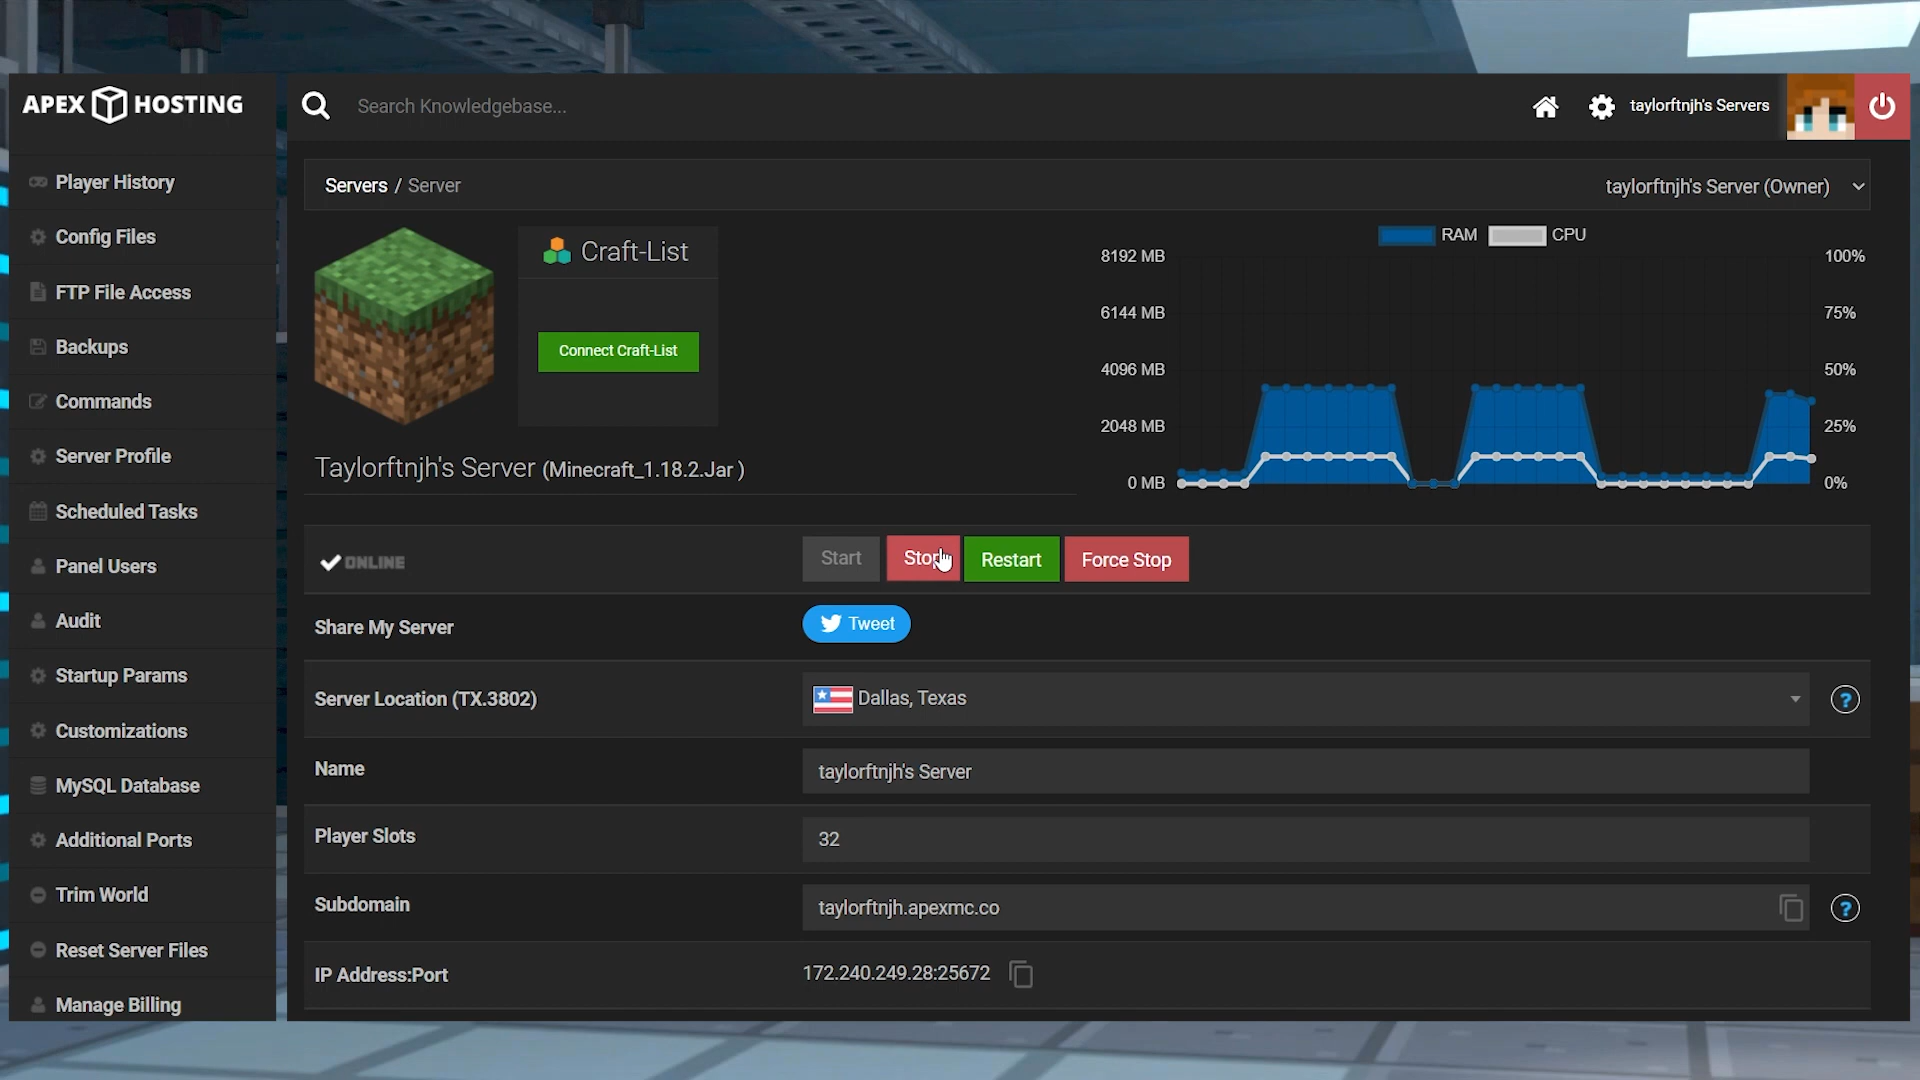 APEX HOSTING
Search Knowledgebase...
taylorftnjh's Servers
Player History
Config Files
FTP File Access
Backups
Commands
Server Profile
Scheduled Tasks
Panel Users
Audit
Startup Params
Customizations
MySQL Database
Additional Ports
Trim World
Reset Server Files
Manage Billing
Servers / Server
taylorftnjh's Server (Owner)
Craft-List
Connect Craft-List
Taylorftnjh's Server (Minecraft_1.18.2.Jar )
RAM CPU
8192 MB 100%
6144 MB 75%
4096 MB 50%
2048 MB 25%
0 MB 0%
ONLINE
Start Stop Restart Force Stop
Share My Server Tweet
Server Location (TX.3802) Dallas, Texas ?
Name taylorftnjh's Server
Player Slots 32
Subdomain taylorftnjh.apexmc.co ?
IP Address:Port 172.240.249.28:25672